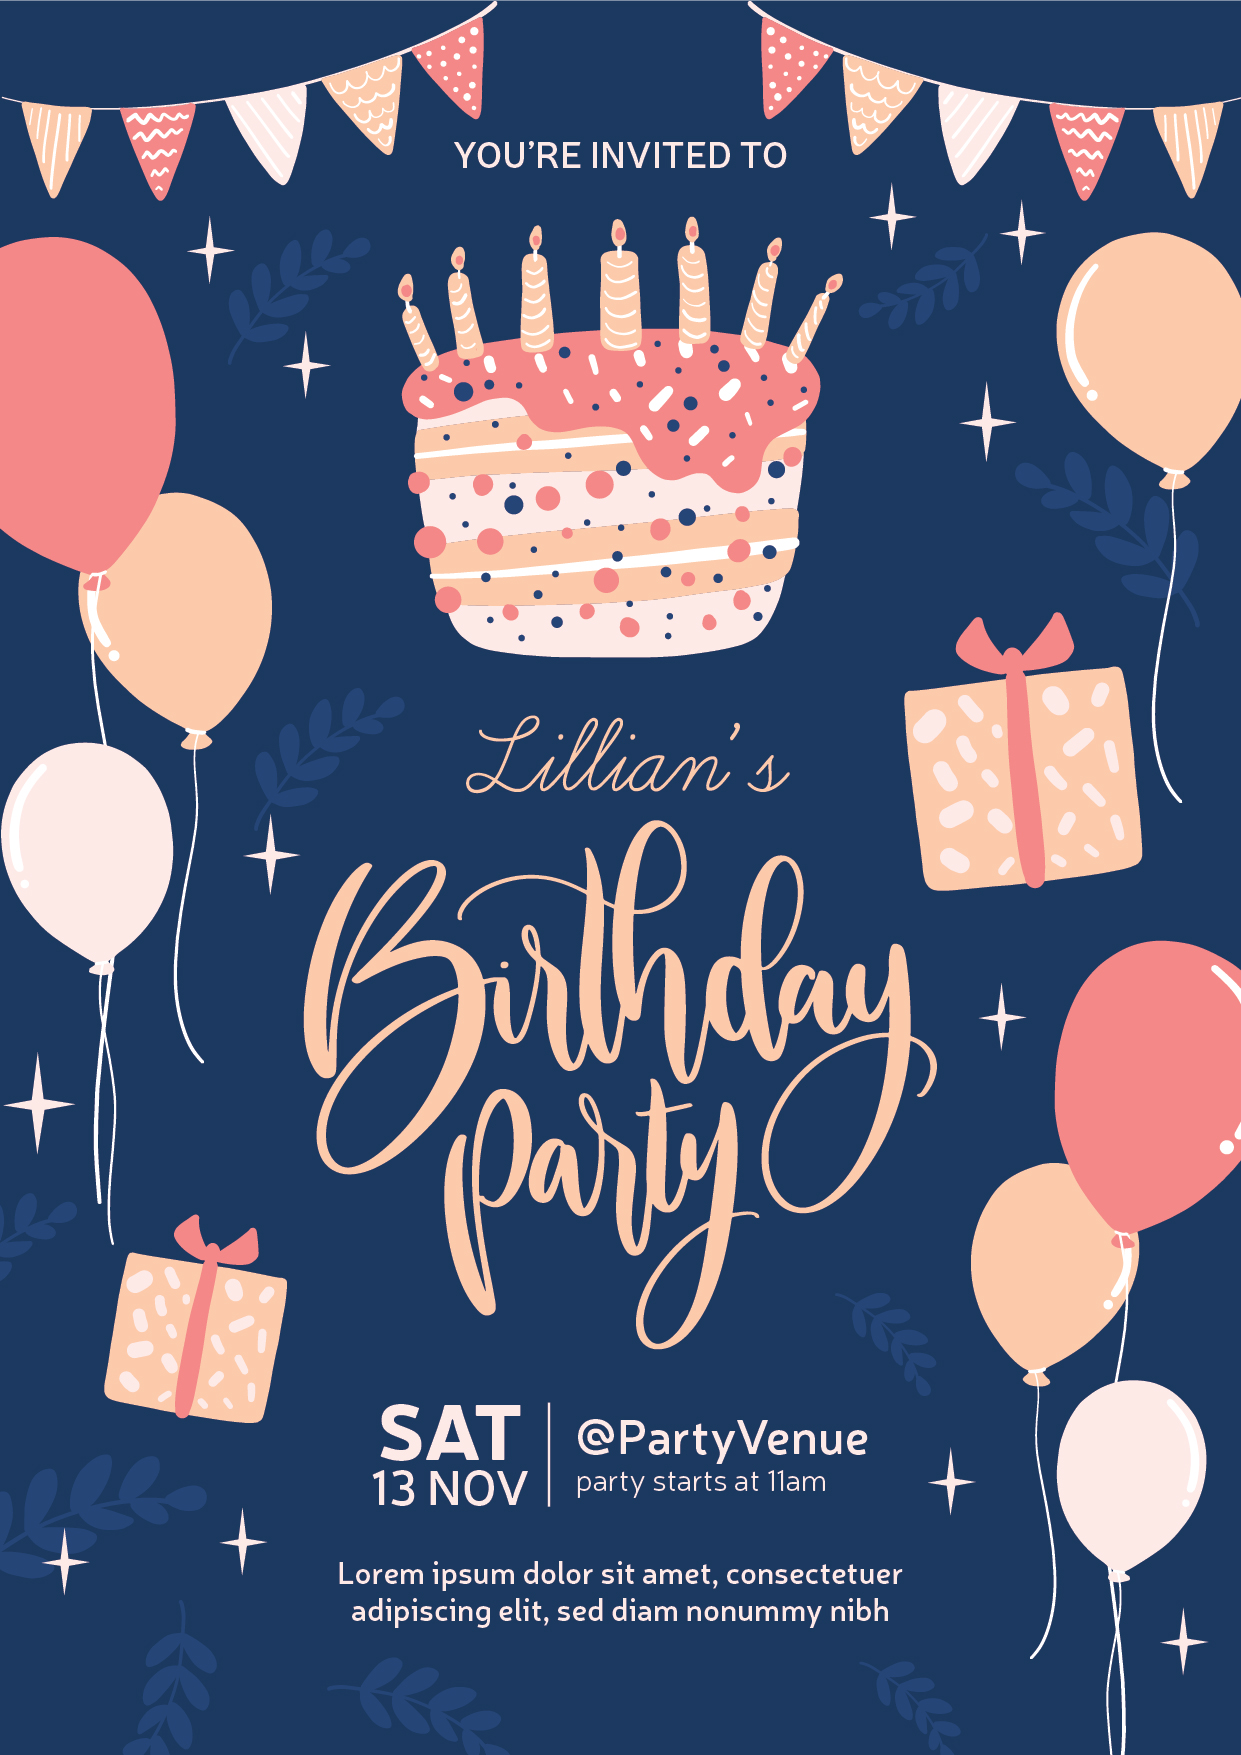 YOU'RE INVITED TO
Lillian's
Birthday
Party
SAT
13 NOV
@PartyVenue
party starts at 11am
Lorem ipsum dolor sit amet, consectetuer
adipiscing elit, sed diam nonummy nibh